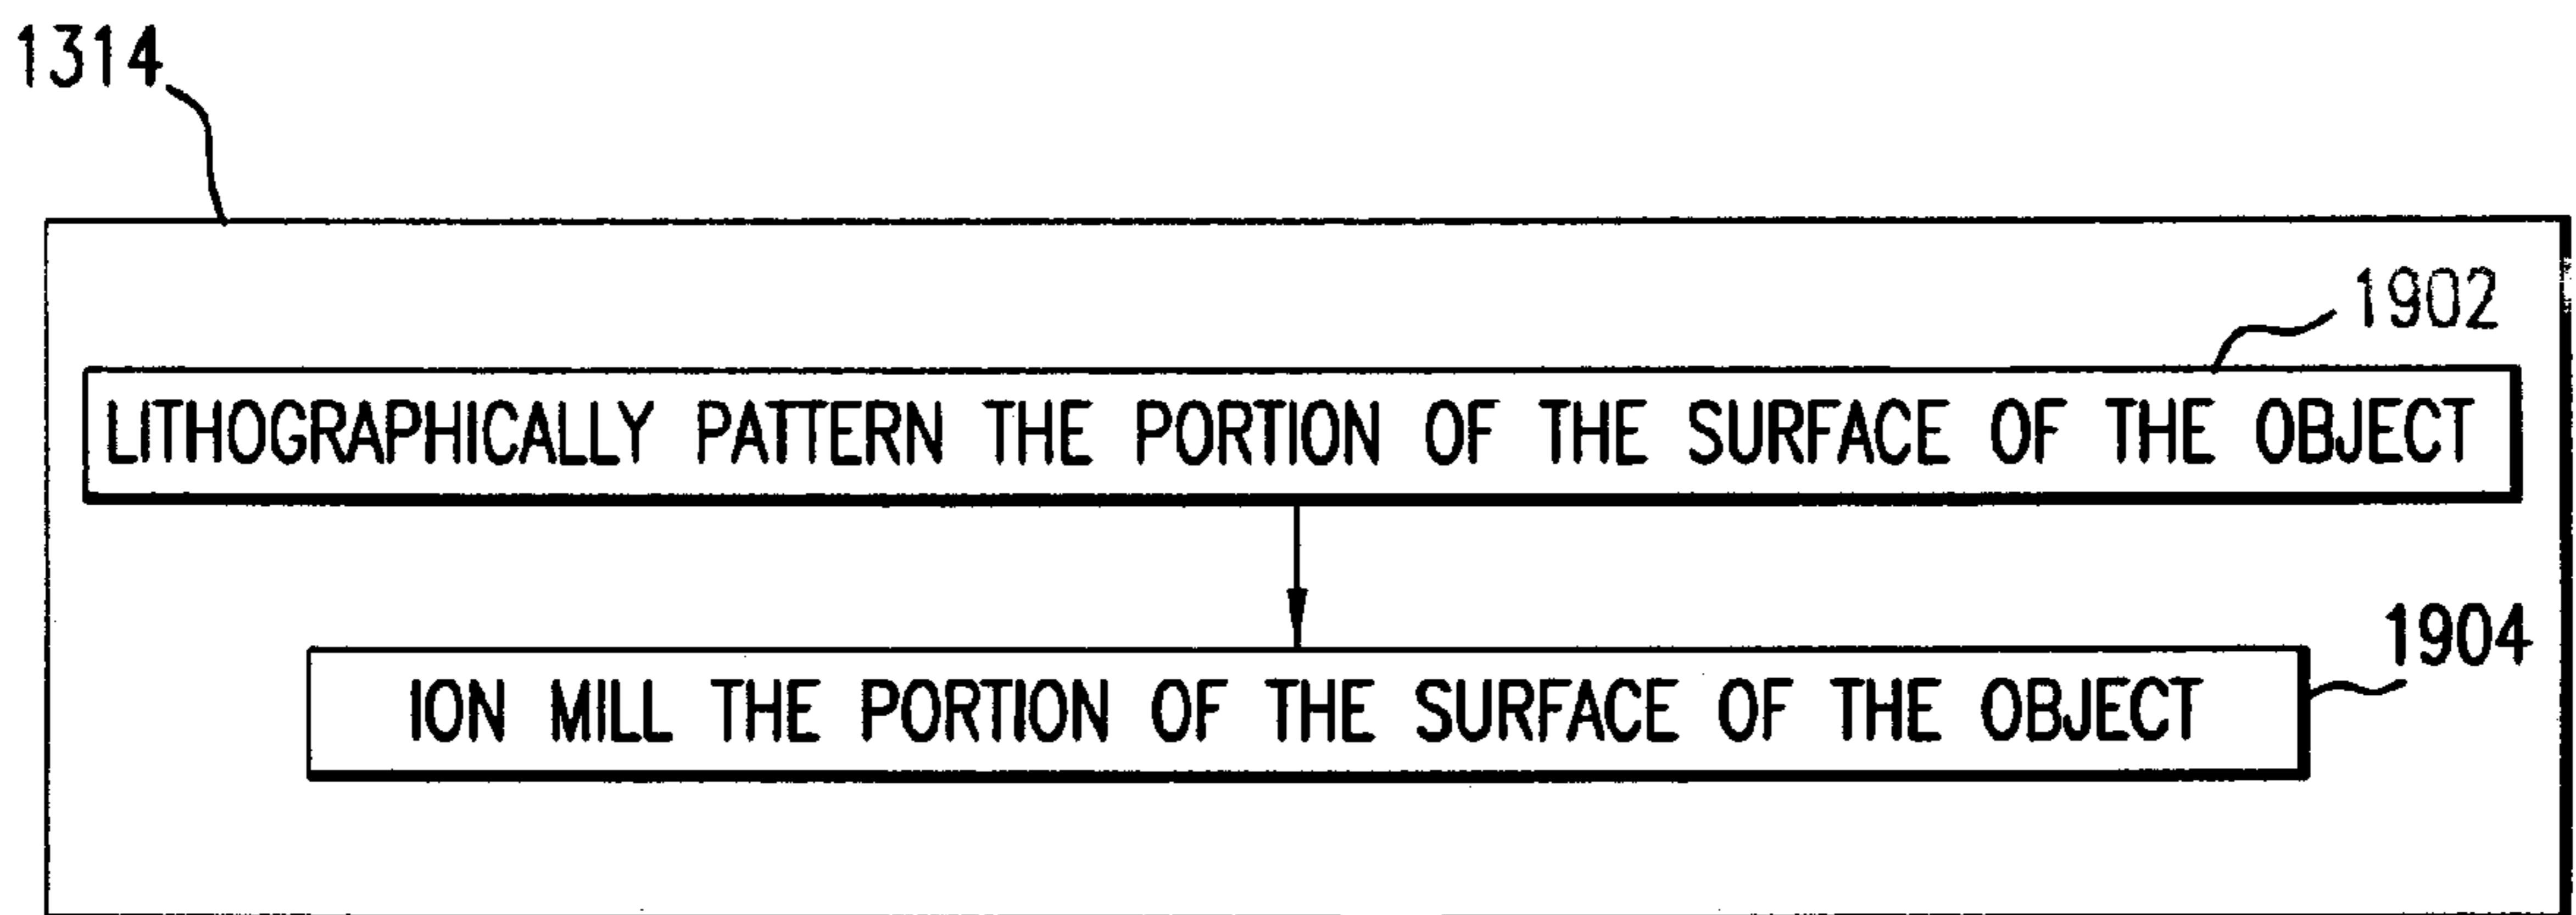 1314
1902
LITHOGRAPHICALLY PATTERN THE PORTION OF THE SURFACE OF THE OBJECT
1904
ION MILL THE PORTION OF THE SURFACE OF THE OBJECT